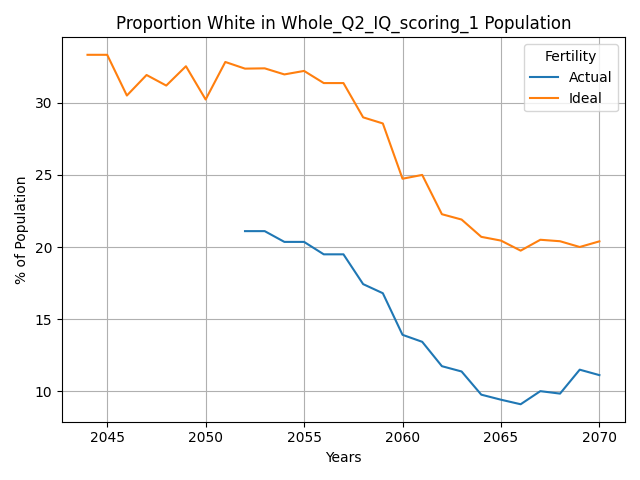 Proportion White in Whole_Q2_IQ_scoring_1 Population
Fertility
Actual
Ideal
% of Population
30
25
20
15
10
2045 2050 2055 2060 2065 2070
Years